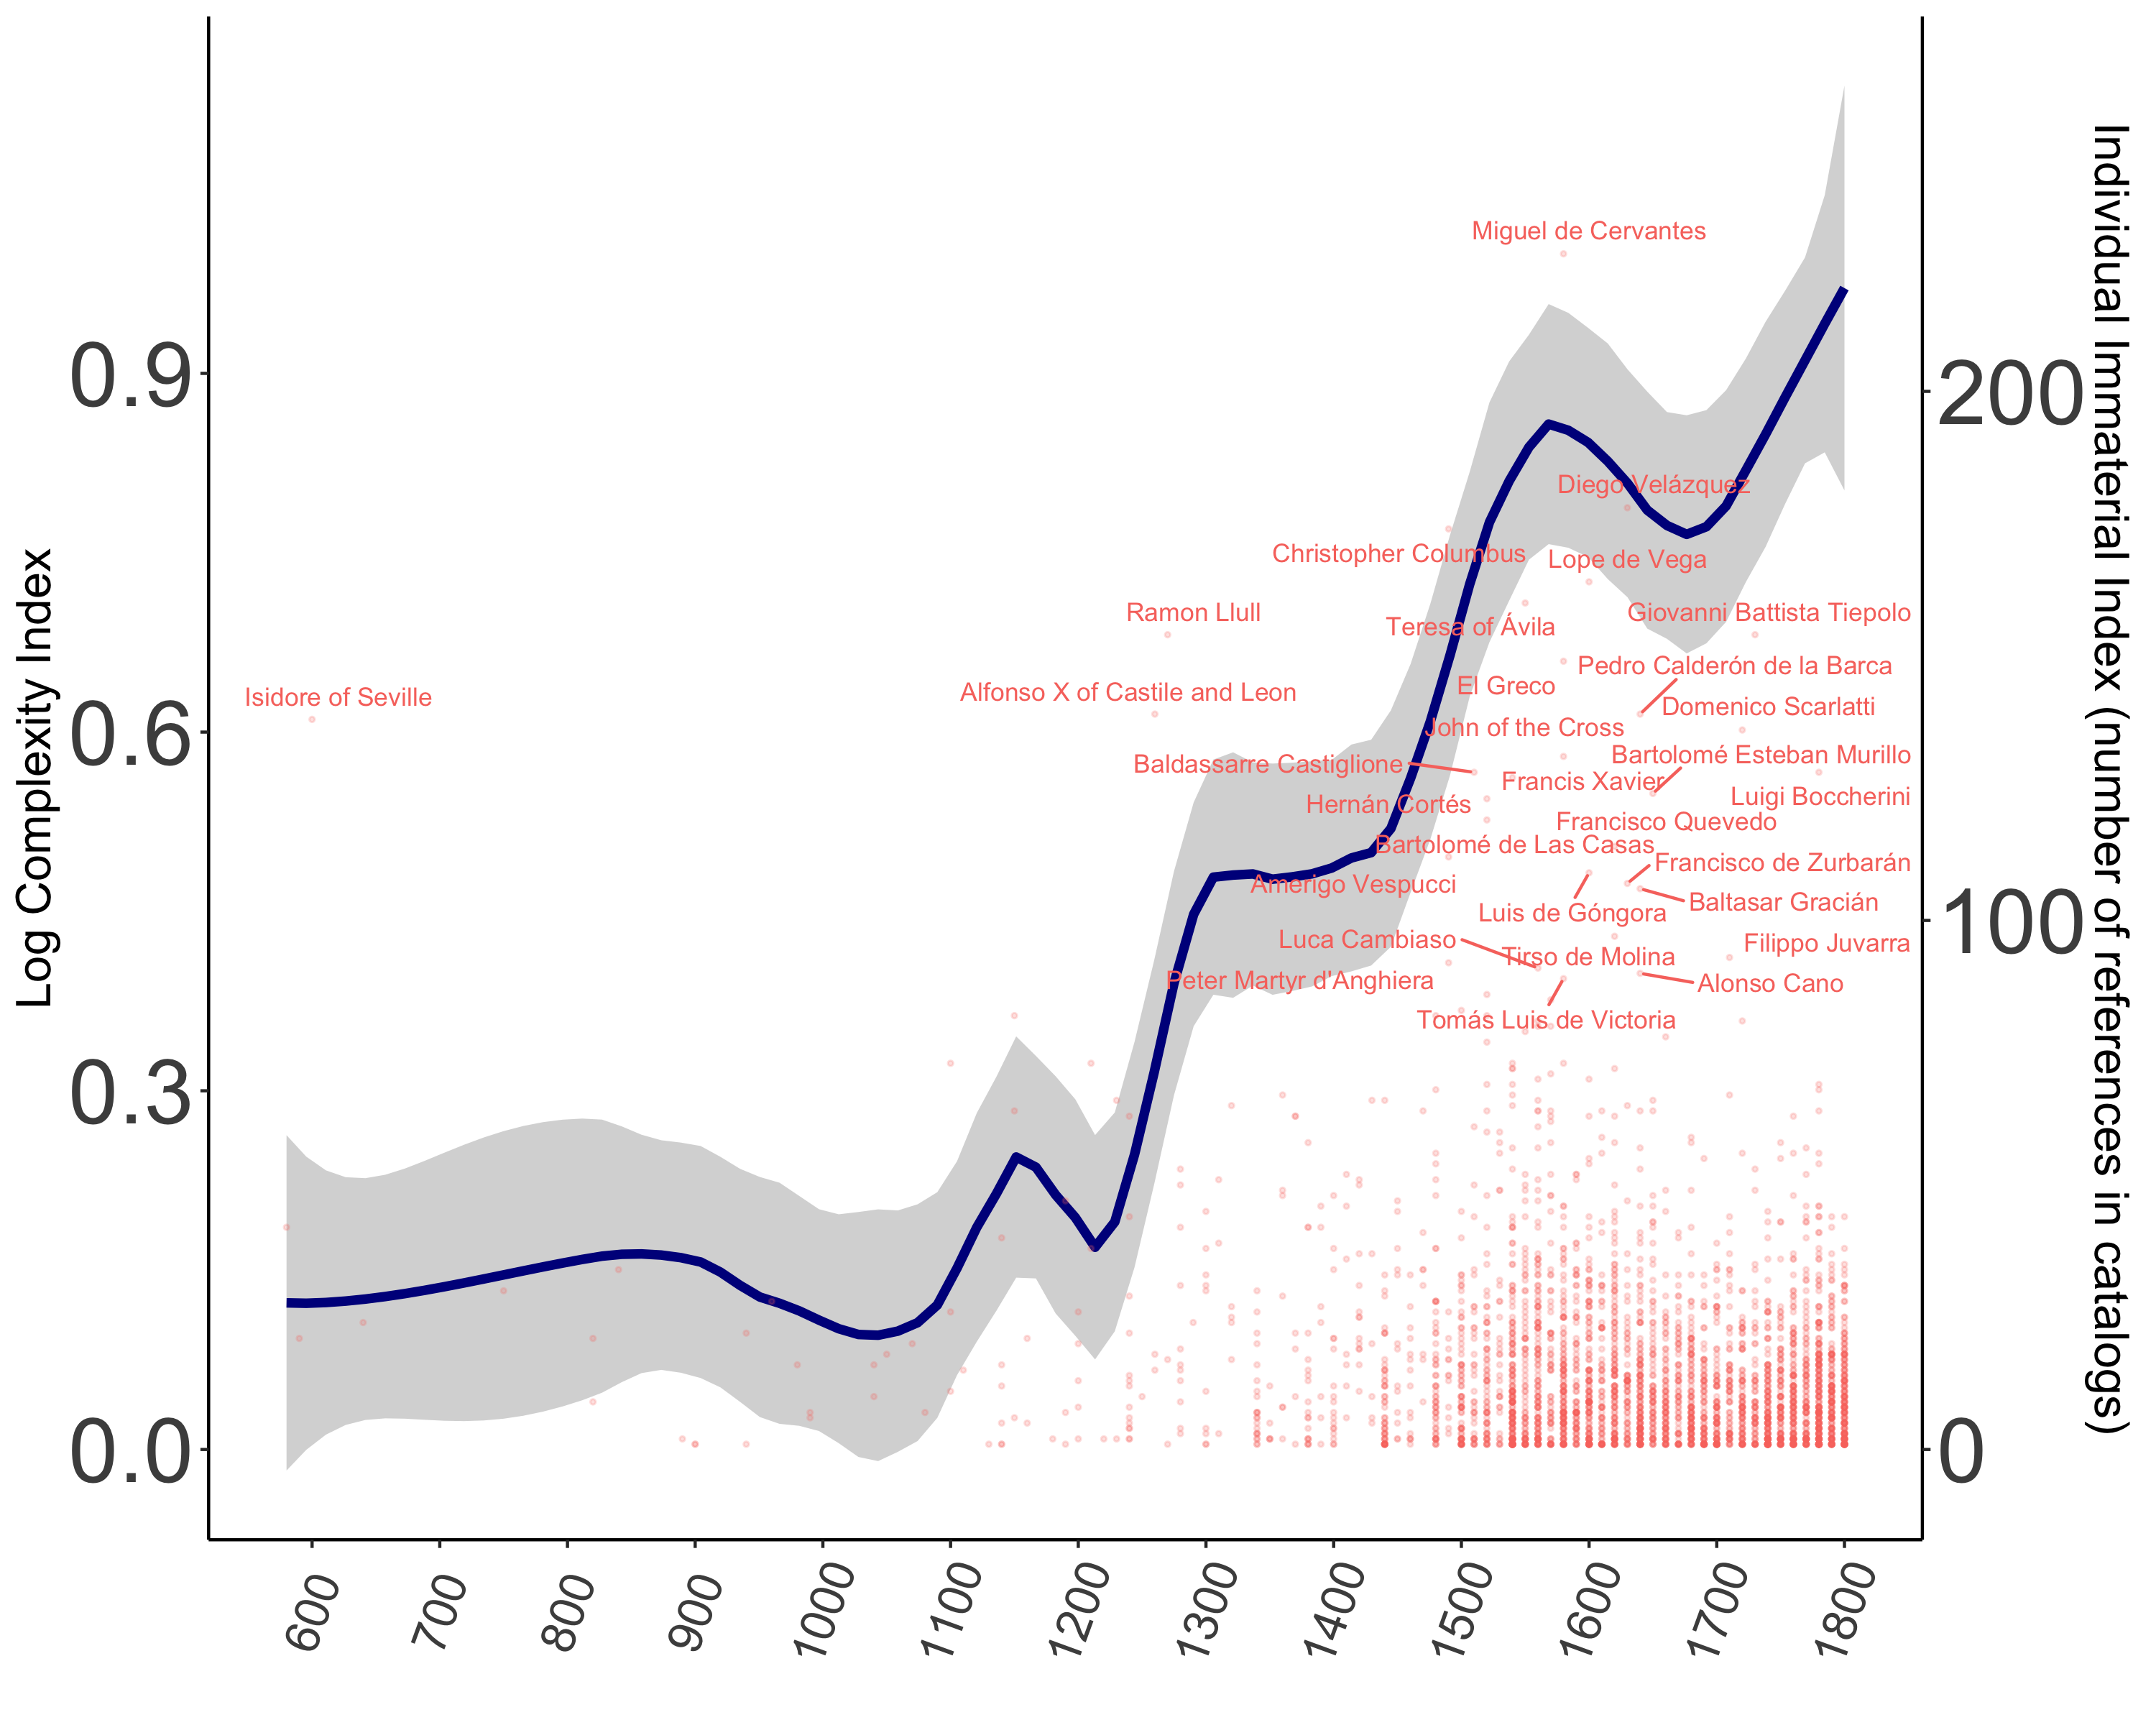 Log Complexity Index
0.9
0.6
0.3
0.0
Miguel de Cervantes
Diego Velázquez
Christopher Columbus
Lope de Vega
Ramon Llull
Teresa of Ávila
Giovanni Battista Tiepolo
Isidore of Seville
Alfonso X of Castile and Leon
El Greco
Pedro Calderón de la Barca
Domenico Scarlatti
John of the Cross
Baldassarre Castiglione
Bartolomé Esteban Murillo
Francis Xavier
Luigi Boccherini
Hernán Cortés
Francisco Quevedo
Bartolomé de Las Casas
Francisco de Zurbarán
Amerigo Vespucci
Baltasar Gracián
Luis de Góngora
Luca Cambiaso
Tirso de Molina
Filippo Juvarra
Peter Martyr d'Anghiera
Alonso Cano
Tomás Luis de Victoria
200
100
0
Individual Immaterial Index (number of references in catalogs)
600
700
800
900
1000
1100
1200
1300
1400
1500
1600
1700
1800